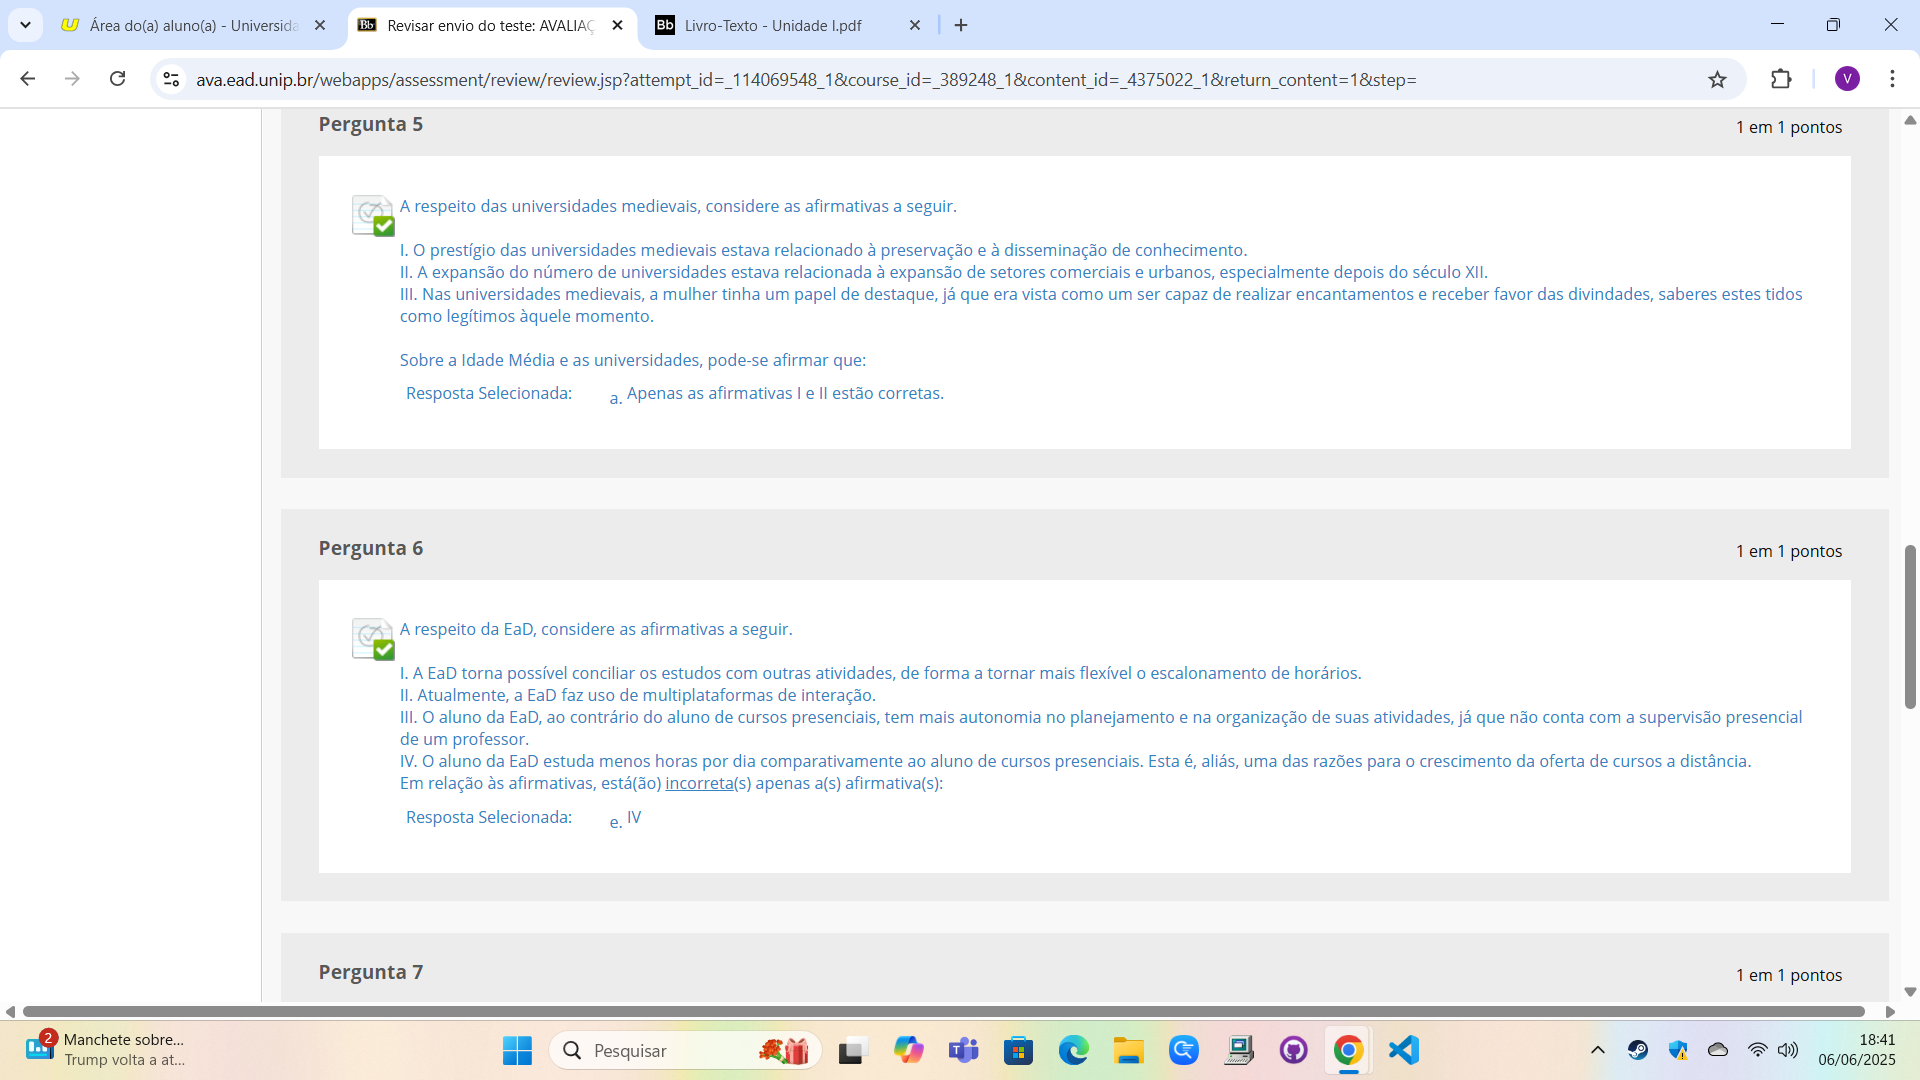 Área do(a) aluno(a) - Universida
Revisar envio do teste: AVALIAÇ
Livro-Texto - Unidade I.pdf
ava.ead.unip.br/webapps/assessment/review/review.jsp?attempt_id=_114069548_1&course_id=_389248_1&content_id=_4375022_1&return_content=1&step=
V
Pergunta 5
1 em 1 pontos
A respeito das universidades medievais, considere as afirmativas a seguir.
I. O prestígio das universidades medievais estava relacionado à preservação e à disseminação de conhecimento.
II. A expansão do número de universidades estava relacionada à expansão de setores comerciais e urbanos, especialmente depois do século XII.
III. Nas universidades medievais, a mulher tinha um papel de destaque, já que era vista como um ser capaz de realizar encantamentos e receber favor das divindades, saberes estes tidos
como legítimos àquele momento.
Sobre a Idade Média e as universidades, pode-se afirmar que:
Resposta Selecionada: a. Apenas as afirmativas I e II estão corretas.
Pergunta 6
1 em 1 pontos
A respeito da EaD, considere as afirmativas a seguir.
I. A EaD torna possível conciliar os estudos com outras atividades, de forma a tornar mais flexível o escalonamento de horários.
II. Atualmente, a EaD faz uso de multiplataformas de interação.
III. O aluno da EaD, ao contrário do aluno de cursos presenciais, tem mais autonomia no planejamento e na organização de suas atividades, já que não conta com a supervisão presencial
de um professor.
IV. O aluno da EaD estuda menos horas por dia comparativamente ao aluno de cursos presenciais. Esta é, aliás, uma das razões para o crescimento da oferta de cursos a distância.
Em relação às afirmativas, está(ão) incorreta(s) apenas a(s) afirmativa(s):
Resposta Selecionada: e. IV
Pergunta 7
1 em 1 pontos
2
Manchete sobre...
Trump volta a at...
Pesquisar
18:41
06/06/2025